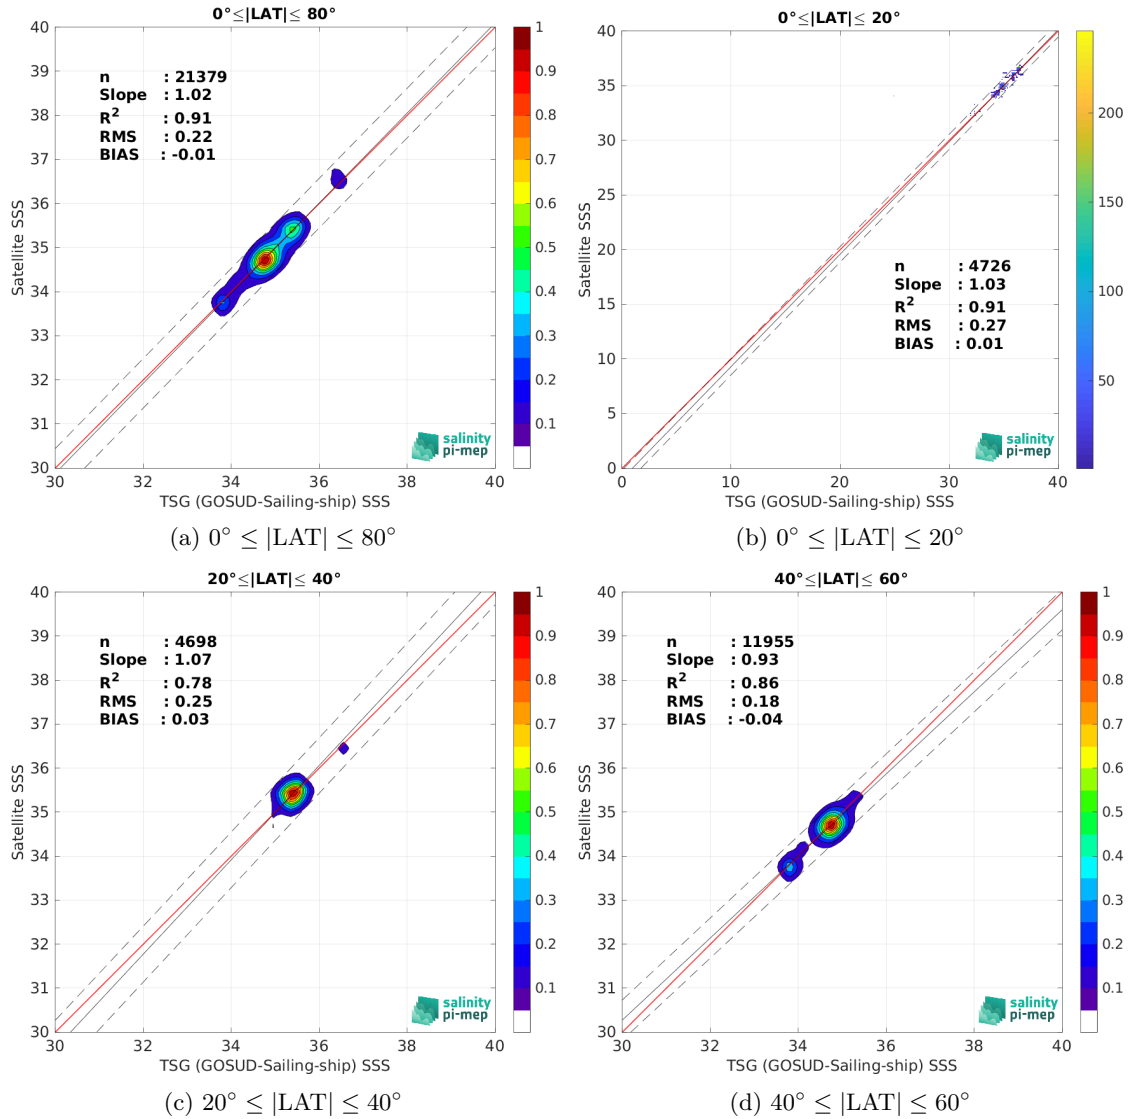 0°≤|LAT|≤ 80°
40
39
38
37
36
35
34
33
32
31
30
Satellite SSS
n : 21379
Slope : 1.02
R2 : 0.91
RMS : 0.22
BIAS : -0.01
salinity
pi-mep
30 32 34 36 38 40
TSG (GOSUD-Sailing-ship) SSS
1
0.9
0.8
0.7
0.6
0.5
0.4
0.3
0.2
0.1
(a) 0° ≤ |LAT| ≤ 80°
0°≤|LAT|≤ 20°
40
35
30
25
20
15
10
5
0
Satellite SSS
n : 4726
Slope : 1.03
R2 : 0.91
RMS : 0.27
BIAS : 0.01
salinity
pi-mep
0 10 20 30 40
TSG (GOSUD-Sailing-ship) SSS
200
150
100
50
(b) 0° ≤ |LAT| ≤ 20°
20°≤|LAT|≤ 40°
40
39
38
37
36
35
34
33
32
31
30
Satellite SSS
n : 4698
Slope : 1.07
R2 : 0.78
RMS : 0.25
BIAS : 0.03
salinity
pi-mep
30 32 34 36 38 40
TSG (GOSUD-Sailing-ship) SSS
1
0.9
0.8
0.7
0.6
0.5
0.4
0.3
0.2
0.1
(c) 20° ≤ |LAT| ≤ 40°
40°≤|LAT|≤ 60°
40
39
38
37
36
35
34
33
32
31
30
Satellite SSS
n : 11955
Slope : 0.93
R2 : 0.86
RMS : 0.18
BIAS : -0.04
salinity
pi-mep
30 32 34 36 38 40
TSG (GOSUD-Sailing-ship) SSS
1
0.9
0.8
0.7
0.6
0.5
0.4
0.3
0.2
0.1
(d) 40° ≤ |LAT| ≤ 60°